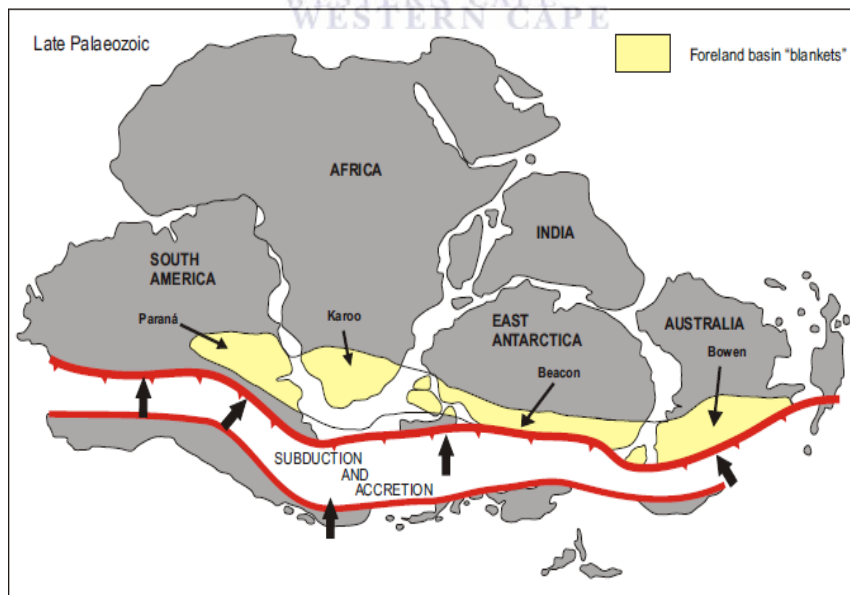 WESTERN CAPE
Late Palaeozoic
Foreland basin “blankets”
AFRICA
INDIA
SOUTH
AMERICA
Paraná
Karoo
EAST
ANTARCTICA
AUSTRALIA
Bowen
Beacon
SUBDUCTION
AND
ACCRETION